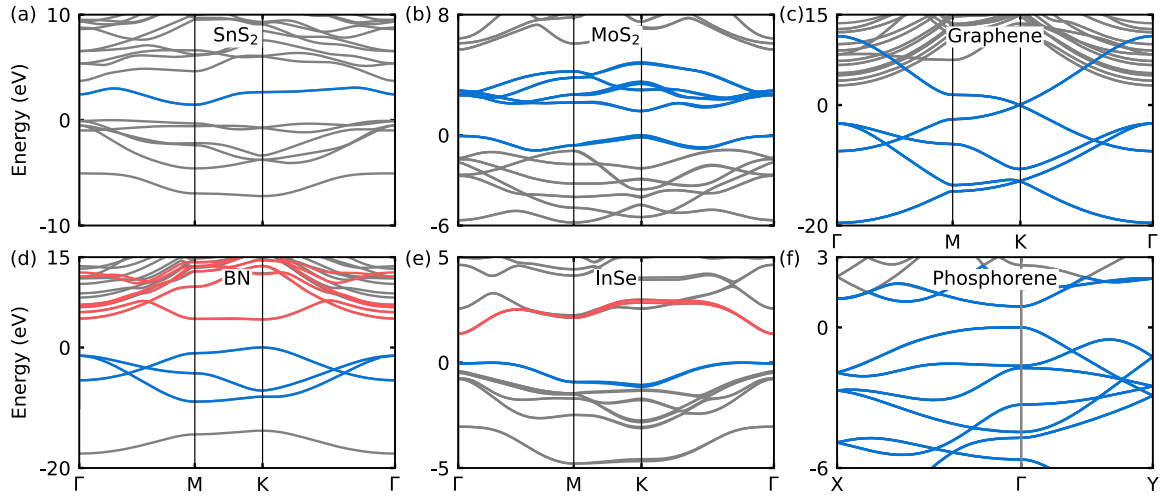 (a) SnS₂
10
0
-10
Energy (eV)
(b) MoS₂
8
0
-6
(c) Graphene
15
0
-20
Γ M K Γ
(d) BN
15
0
-20
Energy (eV)
Γ M K Γ
(e) InSe
5
0
-5
Γ M K Γ
(f) Phosphorene
3
0
-6
X Γ Y